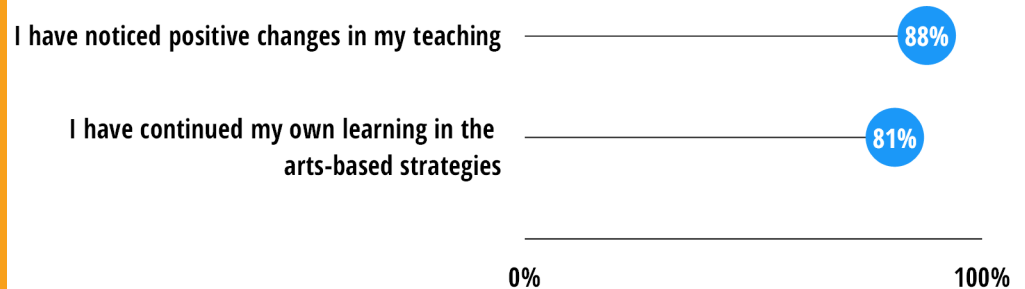 I have noticed positive changes in my teaching
88%
I have continued my own learning in the
arts-based strategies
81%
0%
100%